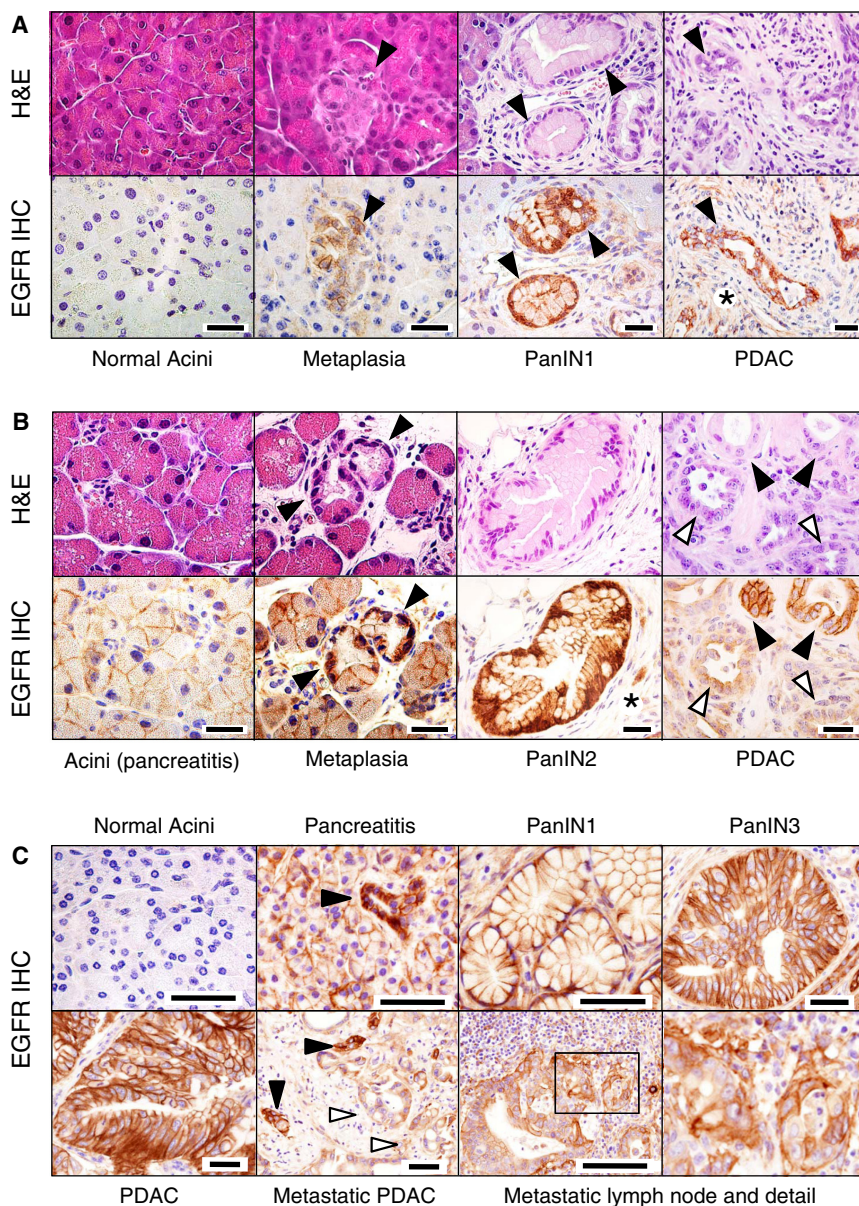 A
H&E
EGFR IHC
*
Normal Acini
Metaplasia
PanIN1
PDAC
B
H&E
EGFR IHC
*
Acini (pancreatitis)
Metaplasia
PanIN2
PDAC
Normal Acini
Pancreatitis
PanIN1
PanIN3
C
EGFR IHC
PDAC
Metastatic PDAC
Metastatic lymph node and detail